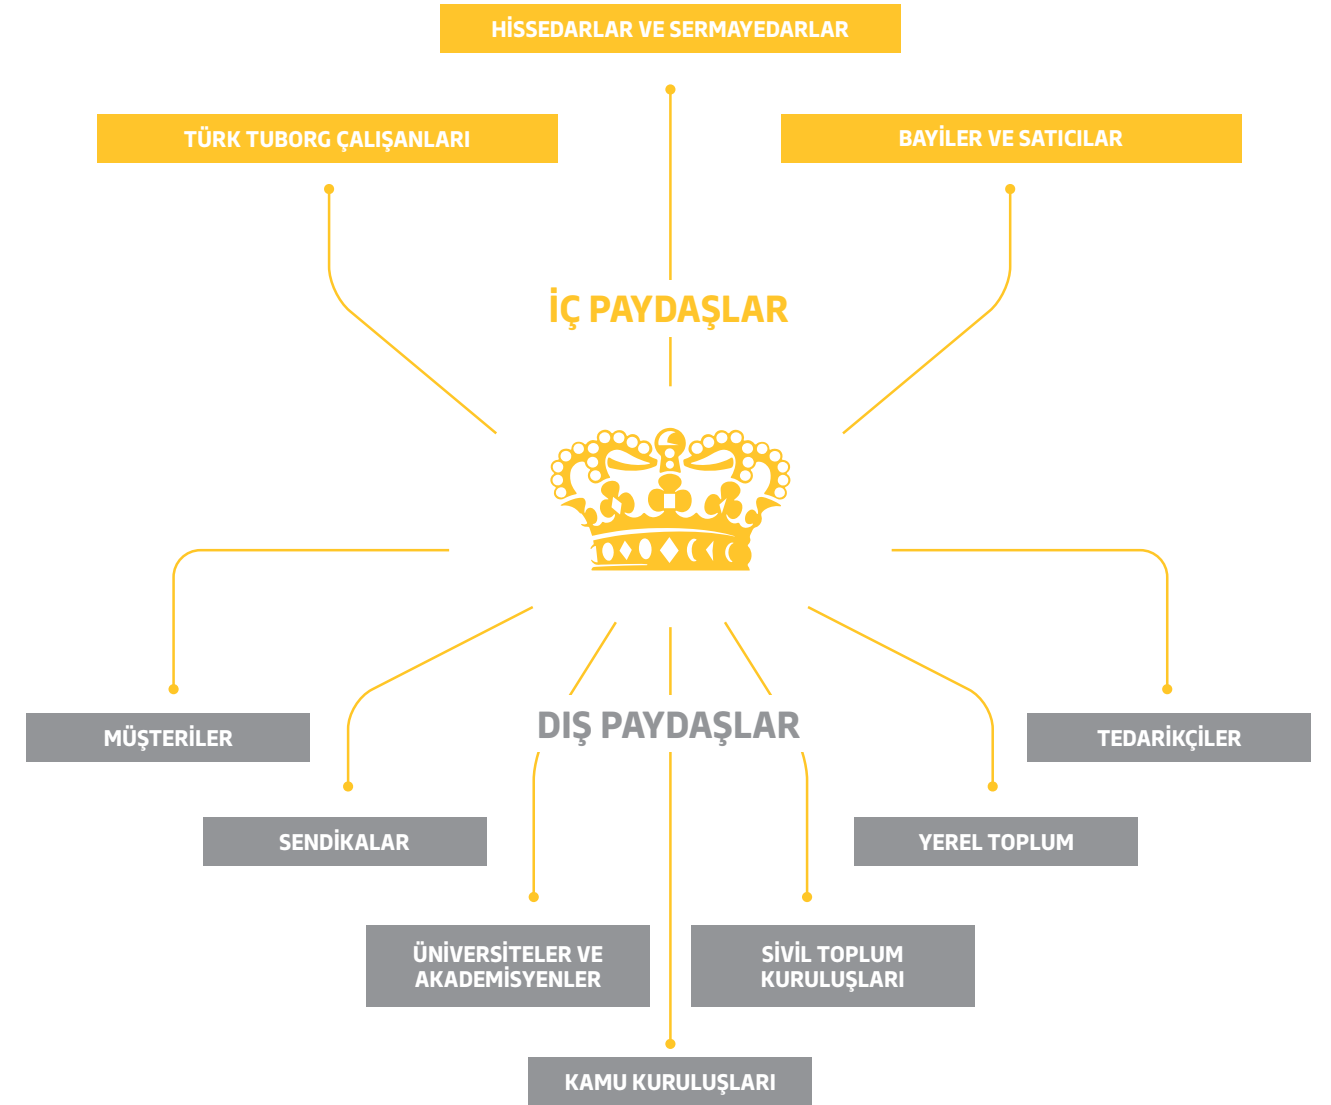 HİSSEDARLAR VE SERMAYEDARLAR
TÜRK TUBORG ÇALIŞANLARI
BAYİLER VE SATICILAR
İÇ PAYDAŞLAR
DIŞ PAYDAŞLAR
MÜŞTERİLER
TEDARİKÇİLER
SENDİKALAR
YEREL TOPLUM
ÜNİVERSİTELER VE
AKADEMİSYENLER
SİVİL TOPLUM
KURULUŞLARI
KAMU KURULUŞLARI